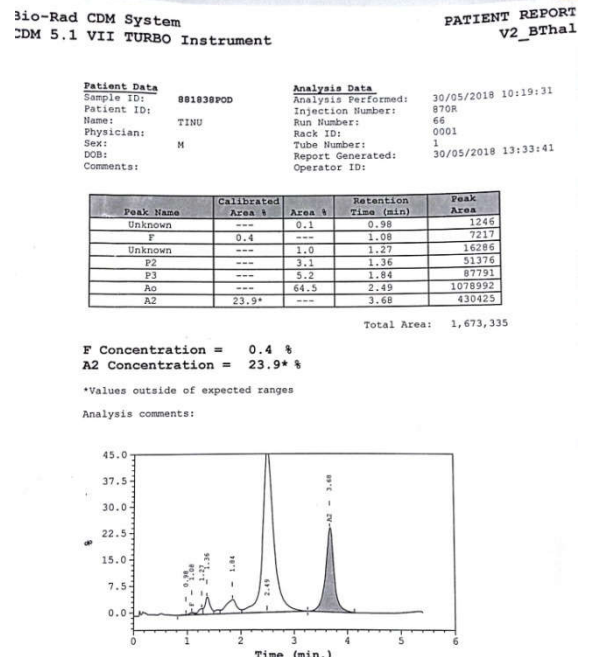 Bio-Rad CDM System PATIENT REPORT
CDM 5.1 VII TURBO Instrument V2_BThal
Patient Data Analysis Data
Sample ID: 881838POD Analysis Performed: 30/05/2018 10:19:31
Patient ID: Injection Number: 870R
Name: TINU Run Number: 66
Physician: Rack ID: 0001
Sex: M Tube Number: 1
DOB: Report Generated: 30/05/2018 13:33:41
Comments: Operator ID:
Peak Name Calibrated Area % Area % Retention Time (min) Peak Area
Unknown --- 0.1 0.98 1246
F 0.4 --- 1.08 7217
Unknown --- 1.0 1.27 16286
P2 --- 3.1 1.36 51376
P3 --- 5.2 1.84 87791
Ao --- 64.5 2.49 1078992
A2 23.9* --- 3.68 430425
Total Area: 1,673,335
F Concentration = 0.4 %
A2 Concentration = 23.9* %
*Values outside of expected ranges
Analysis comments:
45.0
37.5
30.0
22.5
15.0
7.5
0.0
%
0.98
F 1.08
1.27
1.36
1.84
2.49
A2 - 3.68
0 1 2 3 4 5 6
Time (min.)